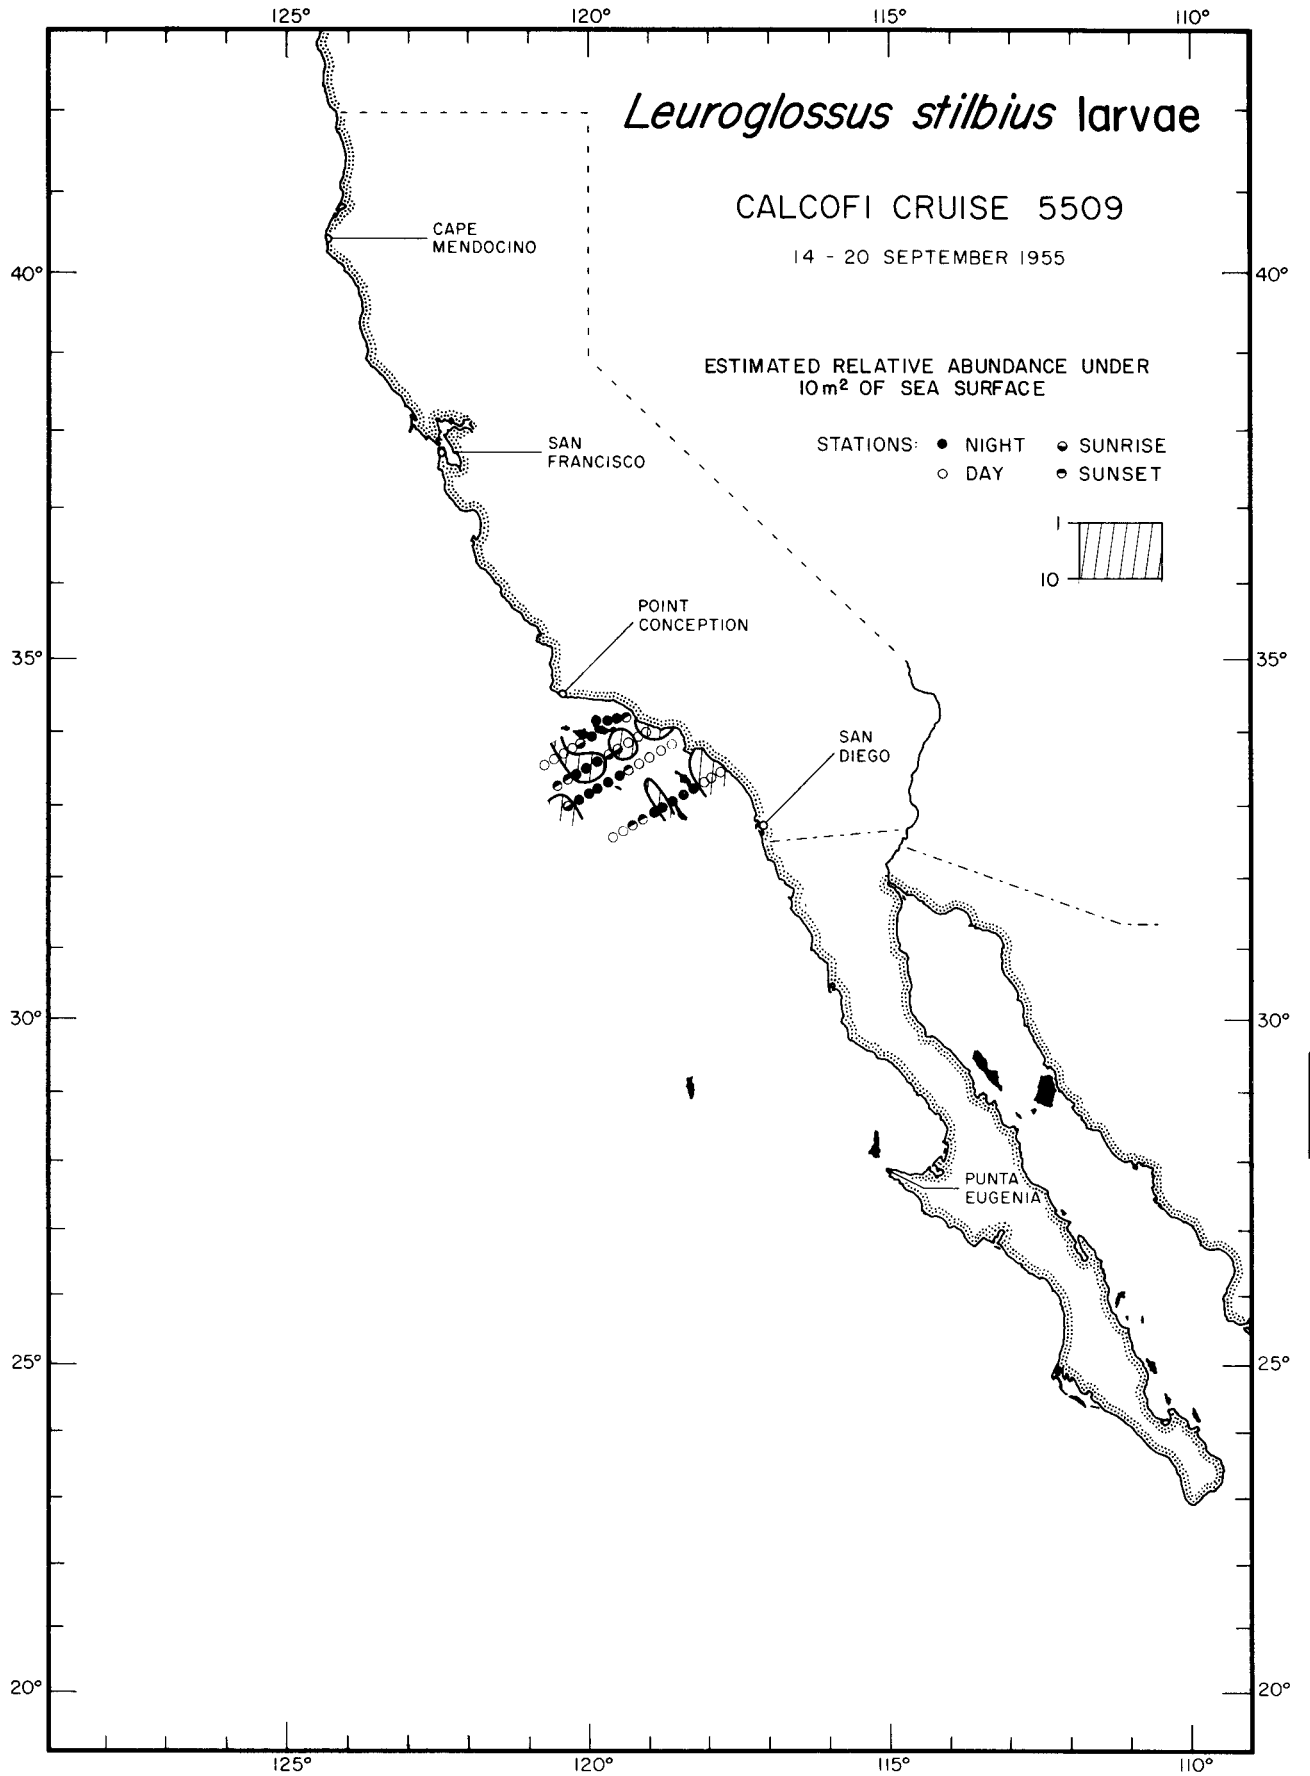 125° 120° 115° 110°
Leuroglossus stilbius larvae
CALCOFI CRUISE 5509
14 - 20 SEPTEMBER 1955
CAPE
MENDOCINO
40° 40°
ESTIMATED RELATIVE ABUNDANCE UNDER
10m² OF SEA SURFACE
STATIONS: NIGHT SUNRISE
DAY SUNSET
SAN
FRANCISCO
1
10
POINT
CONCEPTION
35° 35°
SAN
DIEGO
30° 30°
PUNTA
EUGENIA
25° 25°
20° 20°
125° 120° 115° 110°